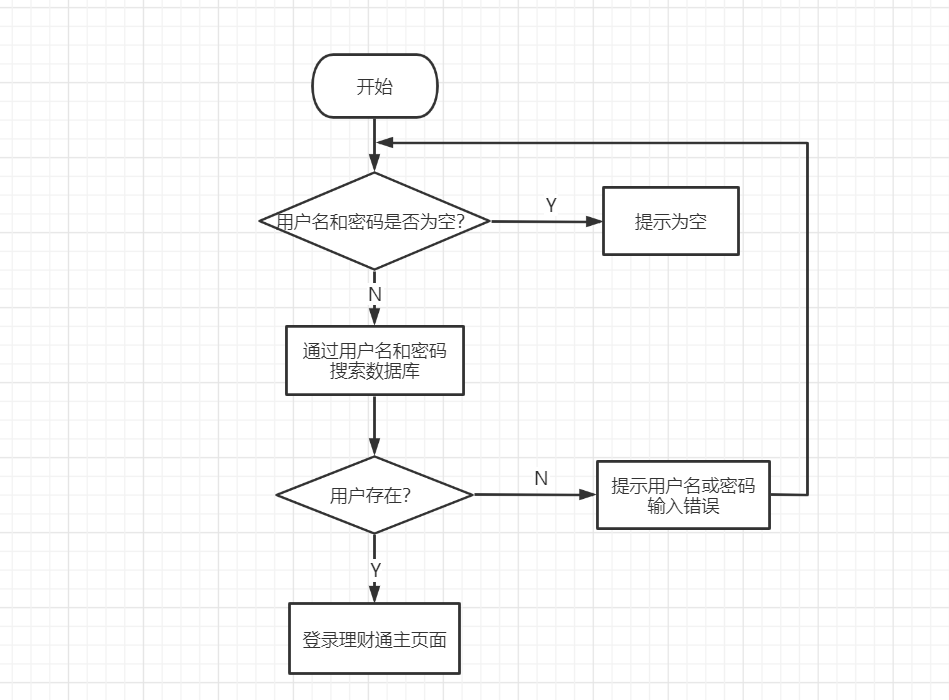 开始
用户名和密码是否为空?
Y
提示为空
N
通过用户名和密码
搜索数据库
用户存在?
N
提示用户名或密码
输入错误
Y
登录理财通主页面